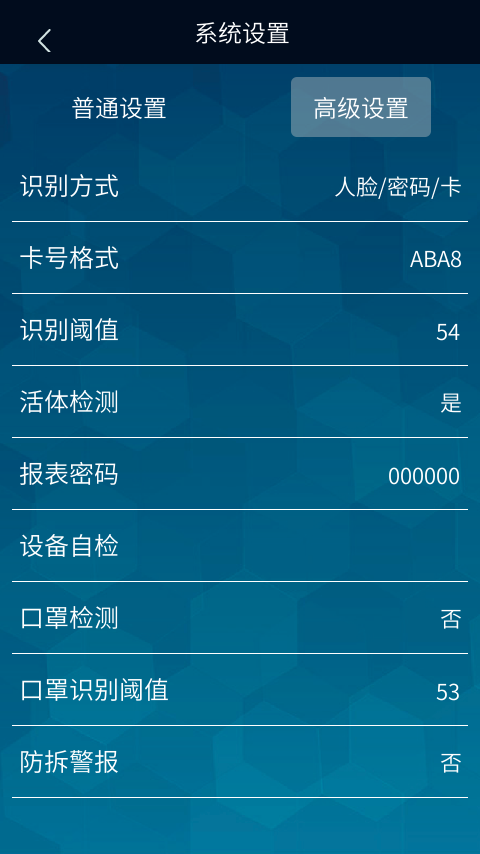 系统设置
普通设置 高级设置
识别方式 人脸/密码/卡
卡号格式 ABA8
识别阈值 54
活体检测 是
报表密码 000000
设备自检
口罩检测 否
口罩识别阈值 53
防拆警报 否